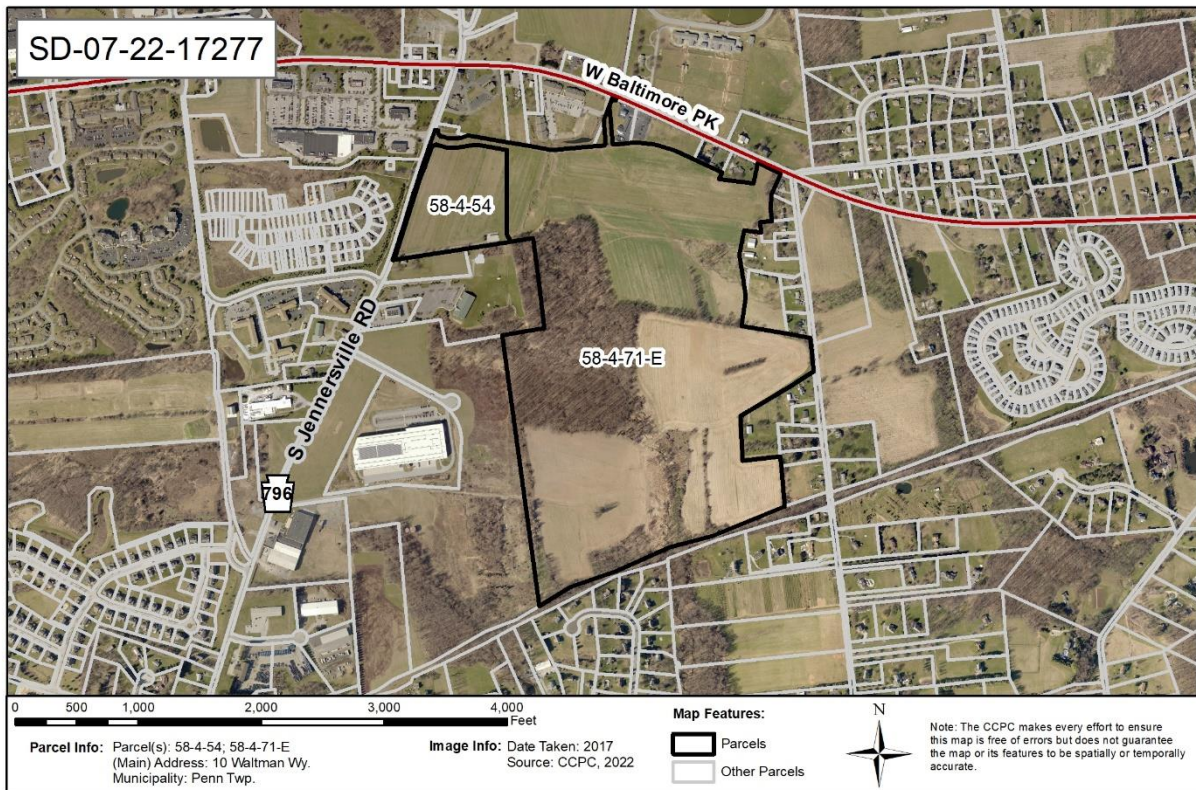 SD-07-22-17277
W Baltimore PK
58-4-54
58-4-71-E
S Jennersville RD
796
0 500 1,000 2,000 3,000 4,000
Feet
Parcel Info: Parcel(s): 58-4-54; 58-4-71-E
(Main) Address: 10 Waltman Wy.
Municipality: Penn Twp.
Image Info: Date Taken: 2017
Source: CCPC, 2022
Map Features:
Parcels
Other Parcels
N
Note: The CCPC makes every effort to ensure
this map is free of errors but does not guarantee
the map or its features to be spatially or temporally
accurate.